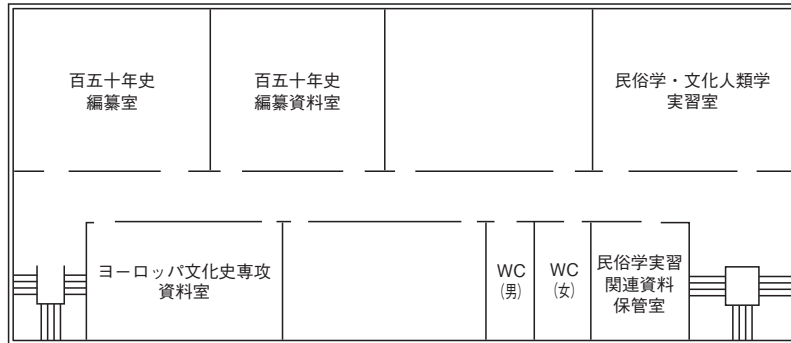 百五十年史
編纂室
百五十年史
編纂資料室
民俗学・文化人類学
実習室
ヨーロッパ文化史専攻
資料室
WC
(男)
WC
(女)
民俗学実習
関連資料
保管室